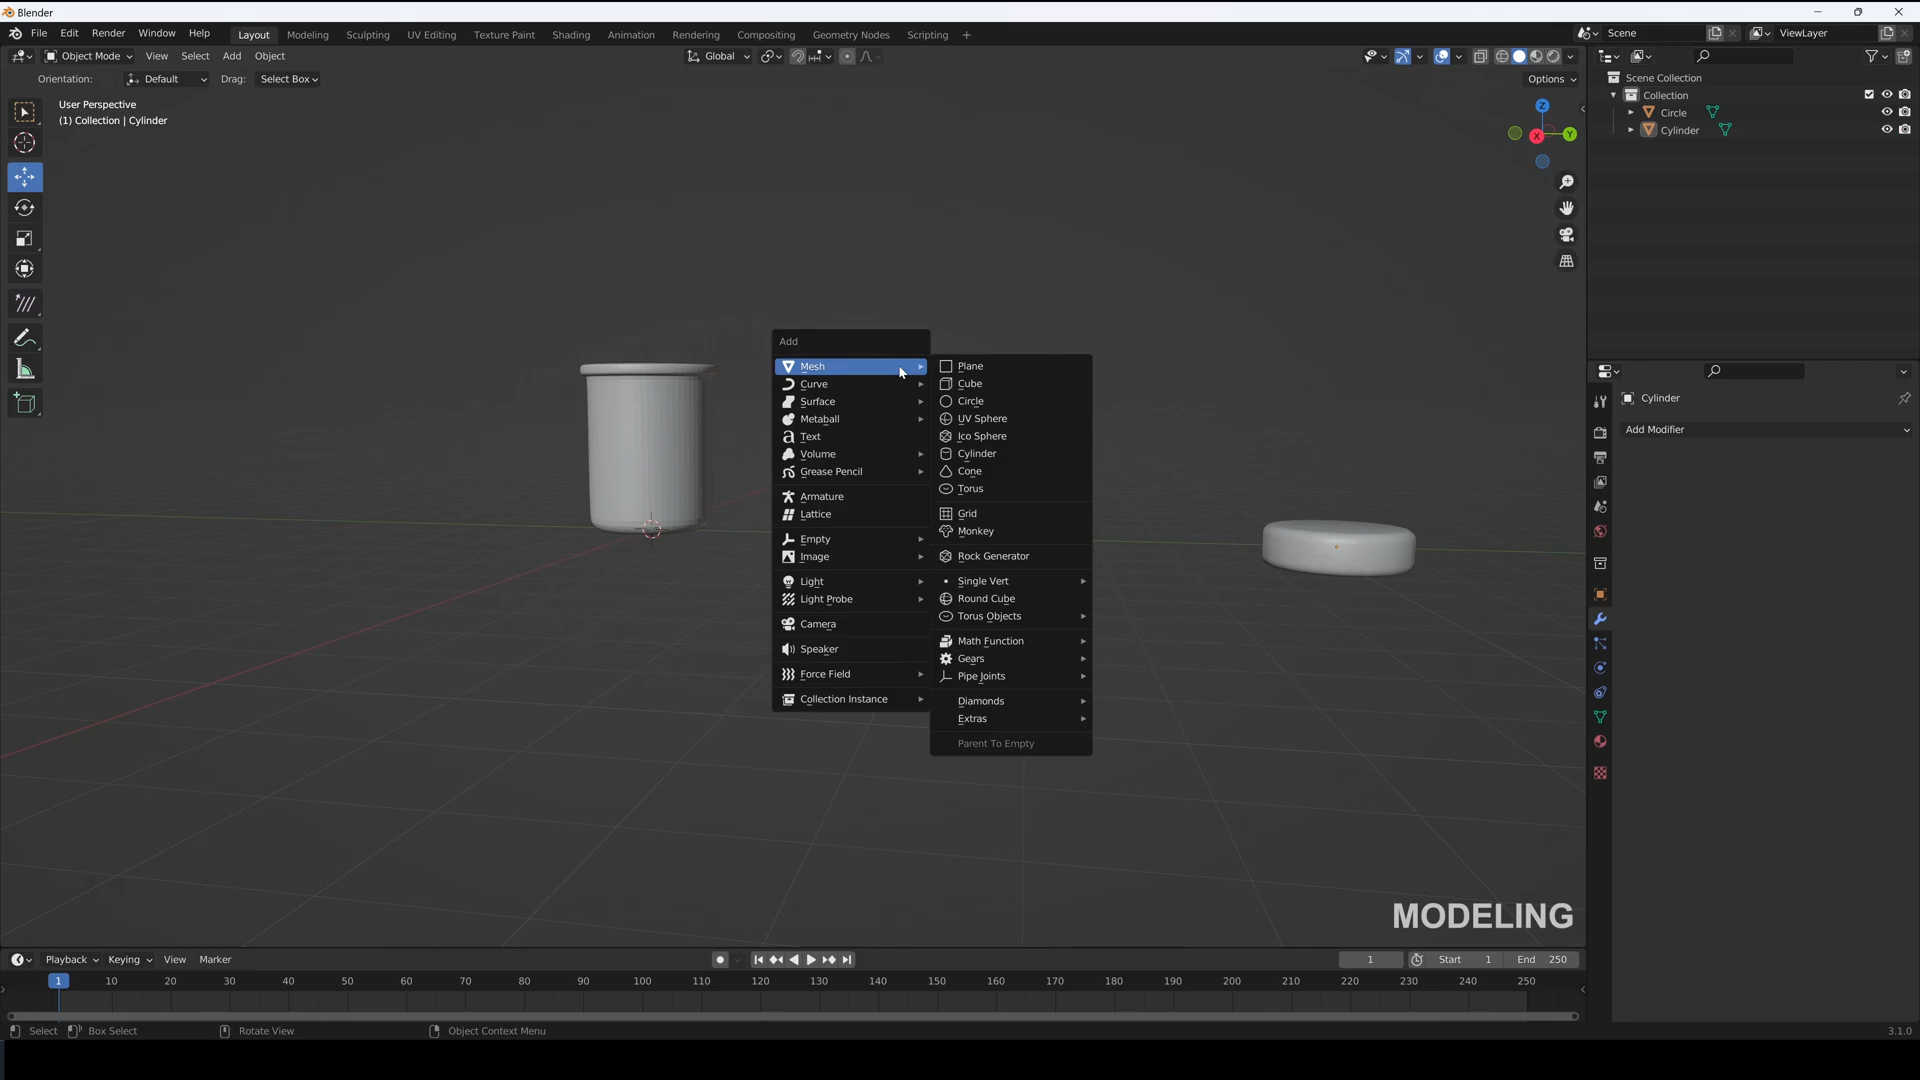 Blender
File Edit Render Window Help Layout Modeling Sculpting UV Editing Texture Paint Shading Animation Rendering Compositing Geometry Nodes Scripting + Scene ViewLayer
Object Mode View Select Add Object Global
Orientation: Default Drag: Select Box Options
User Perspective
(1) Collection | Cylinder
Z
X Y
Scene Collection
Collection
Circle
Cylinder
Cylinder
Add Modifier
Add
Mesh
Curve
Surface
Metaball
Text
Volume
Grease Pencil
Armature
Lattice
Empty
Image
Light
Light Probe
Camera
Speaker
Force Field
Collection Instance
Plane
Cube
Circle
UV Sphere
Ico Sphere
Cylinder
Cone
Torus
Grid
Monkey
Rock Generator
Single Vert
Round Cube
Torus Objects
Math Function
Gears
Pipe Joints
Diamonds
Extras
Parent To Empty
MODELING
Playback Keying View Marker 1 Start 1 End 250
1 10 20 30 40 50 60 70 80 90 100 110 120 130 140 150 160 170 180 190 200 210 220 230 240 250
Select Box Select Rotate View Object Context Menu 3.1.0